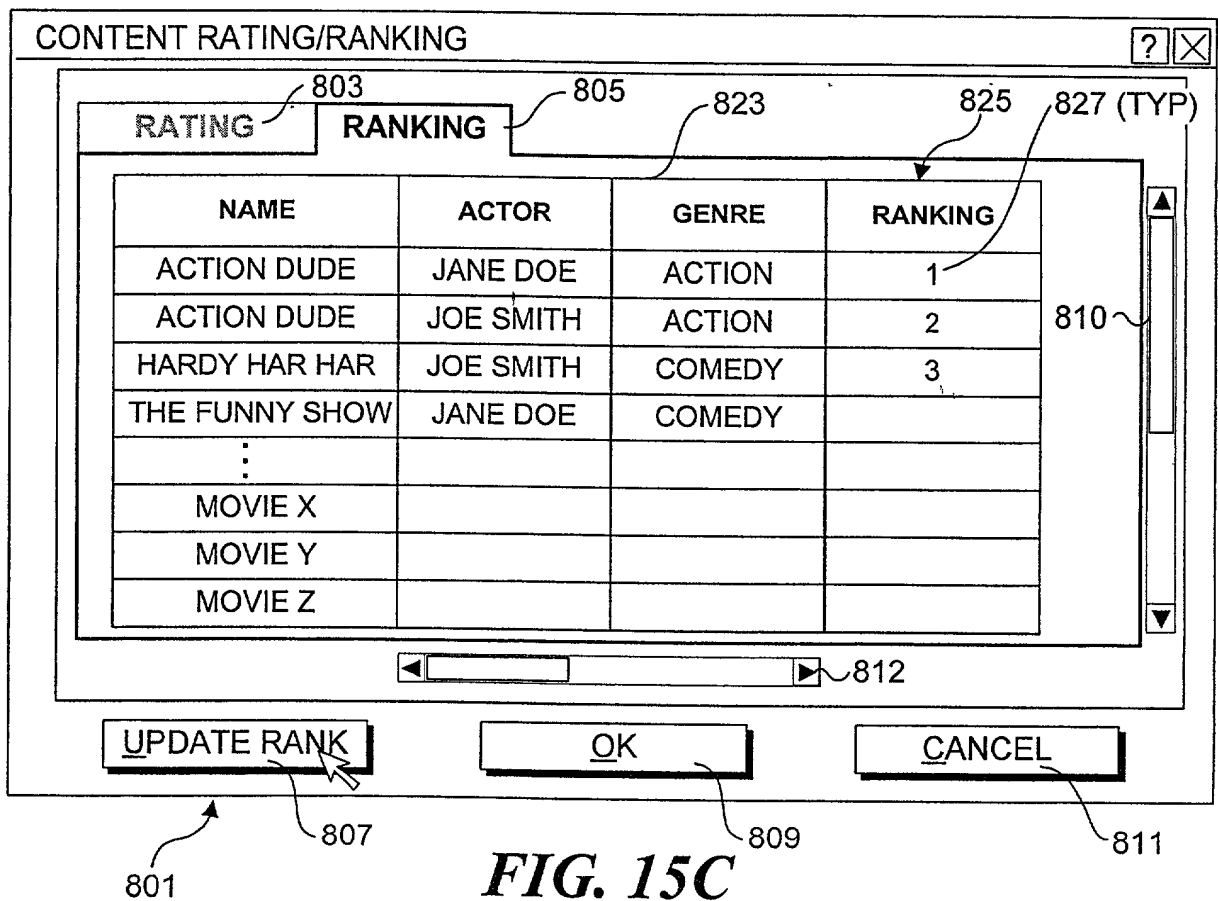 CONTENT RATING/RANKING ?
803 805 823 825 827 (TYP)
RATING RANKING
NAME ACTOR GENRE RANKING
ACTION DUDE JANE DOE ACTION 1
ACTION DUDE JOE SMITH ACTION 2
810
HARDY HAR HAR JOE SMITH COMEDY 3
THE FUNNY SHOW JANE DOE COMEDY
MOVIE X
MOVIE Y
MOVIE Z
812
UPDATE RANK OK CANCEL
807 809 811
801
FIG. 15C